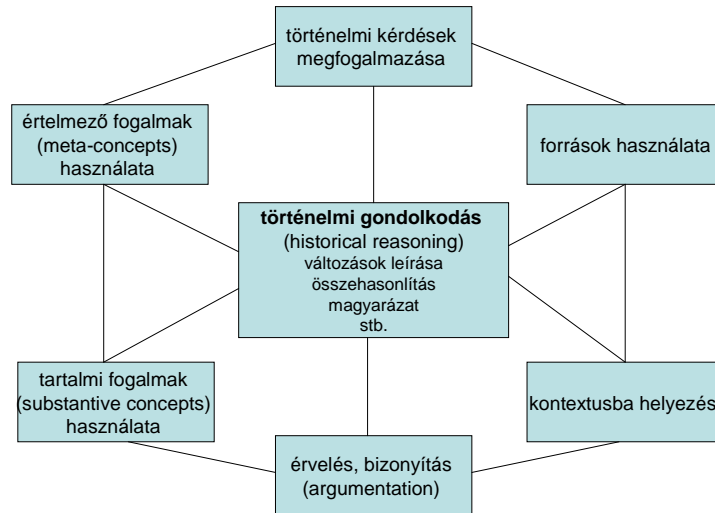 történelmi kérdések
megfogalmazása
értelmező fogalmak
(meta-concepts)
használata
források használata
történelmi gondolkodás
(historical reasoning)
változások leírása
összehasonlítás
magyarázat
stb.
tartalmi fogalmak
(substantive concepts)
használata
kontextusba helyezés
érvelés, bizonyítás
(argumentation)